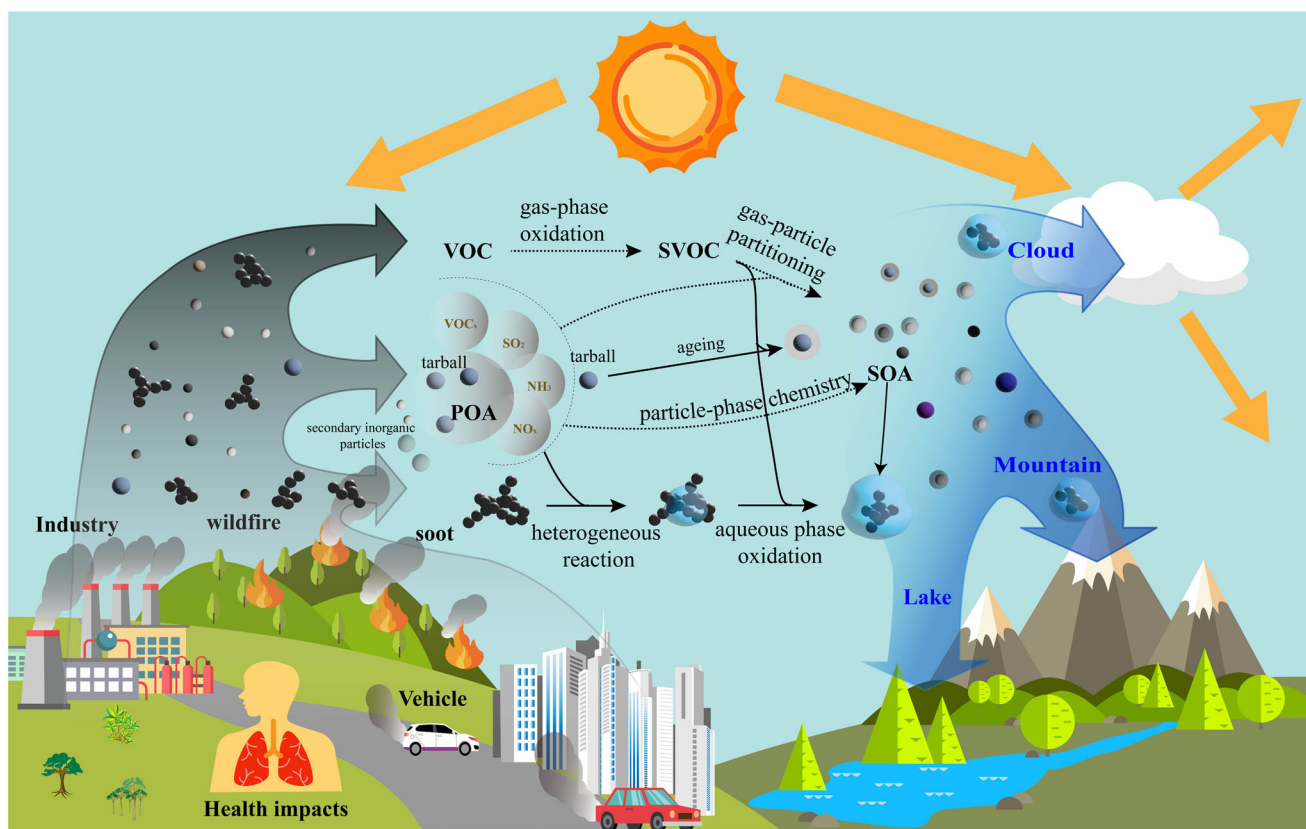 gas-phase
oxidation
VOC
SVOC
gas-particle
partitioning
Cloud
VOCₓ
SO₂
tarball
NH₃
POA
NOₓ
tarball
ageing
particle-phase chemistry
SOA
secondary inorganic
particles
Mountain
Industry
wildfire
soot
heterogeneous
reaction
aqueous phase
oxidation
Lake
Vehicle
Health impacts